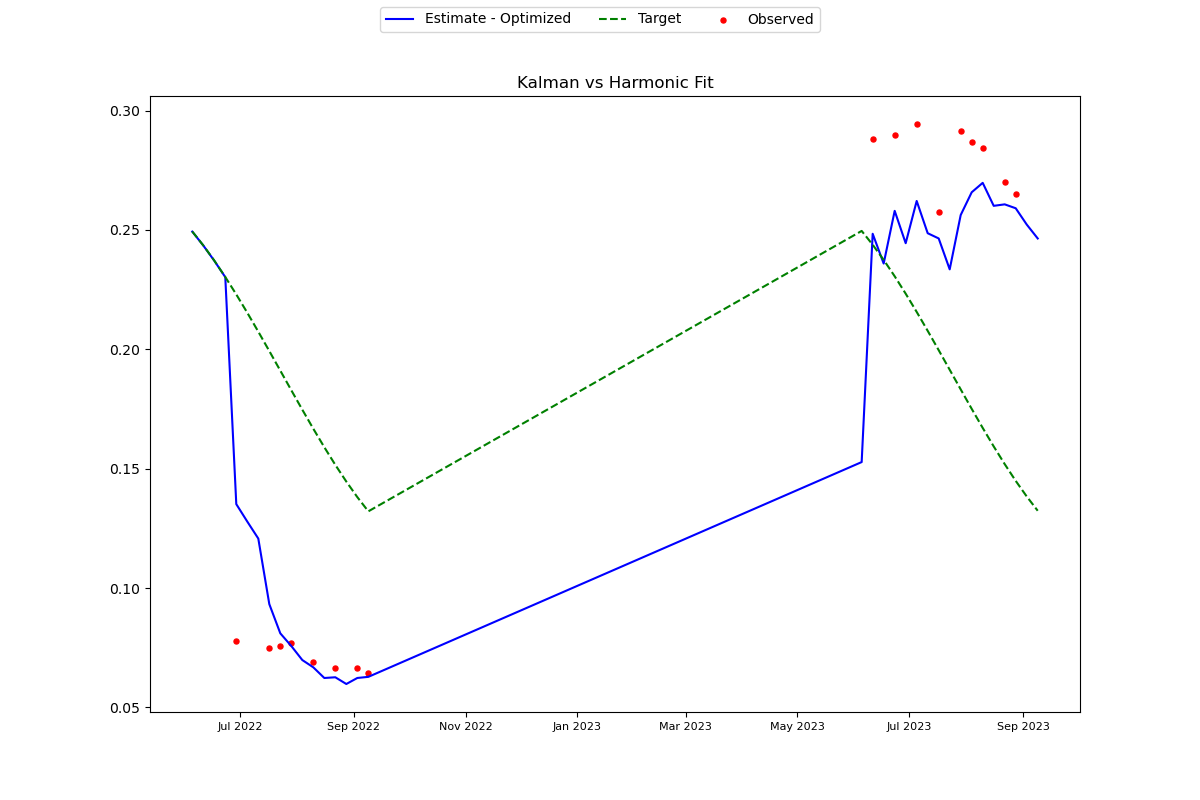 Estimate - Optimized Target Observed
Kalman vs Harmonic Fit
0.30
0.25
0.20
0.15
0.10
0.05
Jul 2022 Sep 2022 Nov 2022 Jan 2023 Mar 2023 May 2023 Jul 2023 Sep 2023